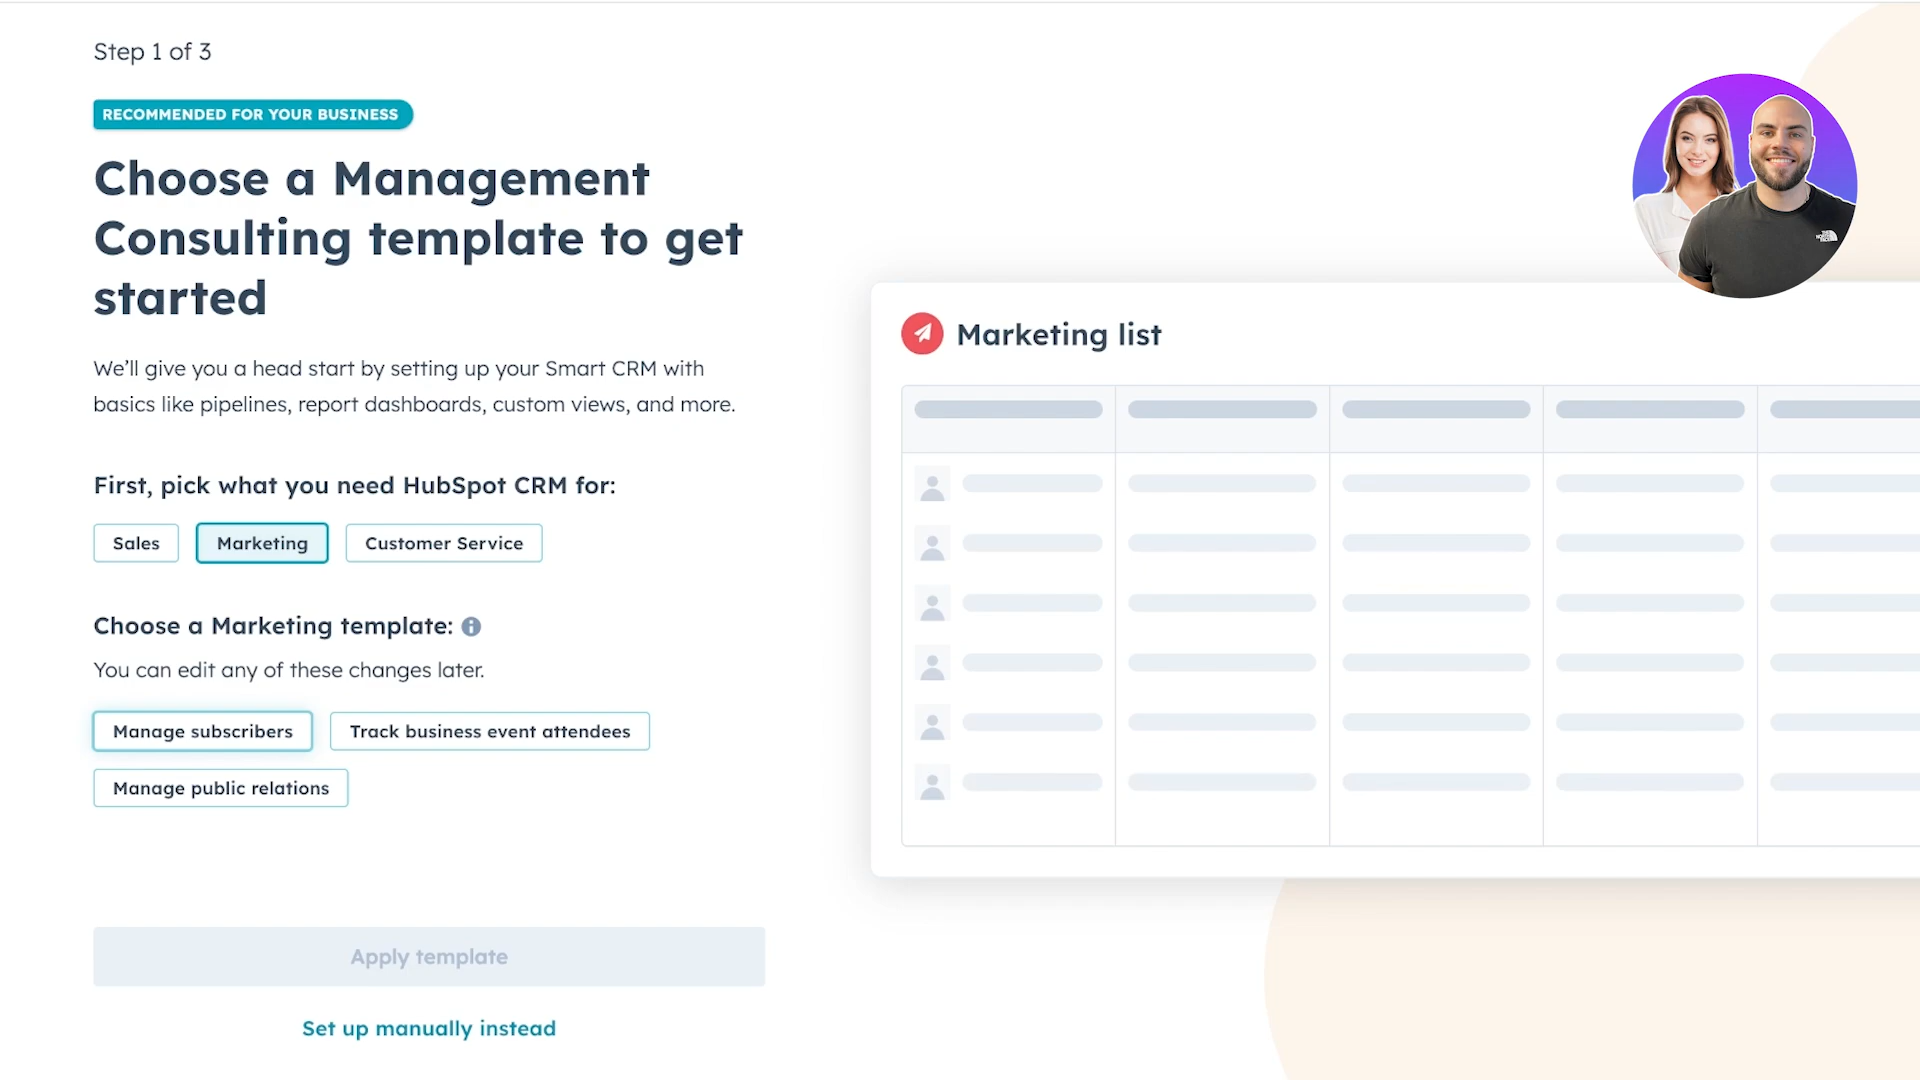 Step 1 of 3
RECOMMENDED FOR YOUR BUSINESS
Choose a Management
Consulting template to get
started
We’ll give you a head start by setting up your Smart CRM with
basics like pipelines, report dashboards, custom views, and more.
First, pick what you need HubSpot CRM for:
Sales
Marketing
Customer Service
Choose a Marketing template:
You can edit any of these changes later.
Manage subscribers
Track business event attendees
Manage public relations
Apply template
Set up manually instead
Marketing list
THE
NORTH
FACE